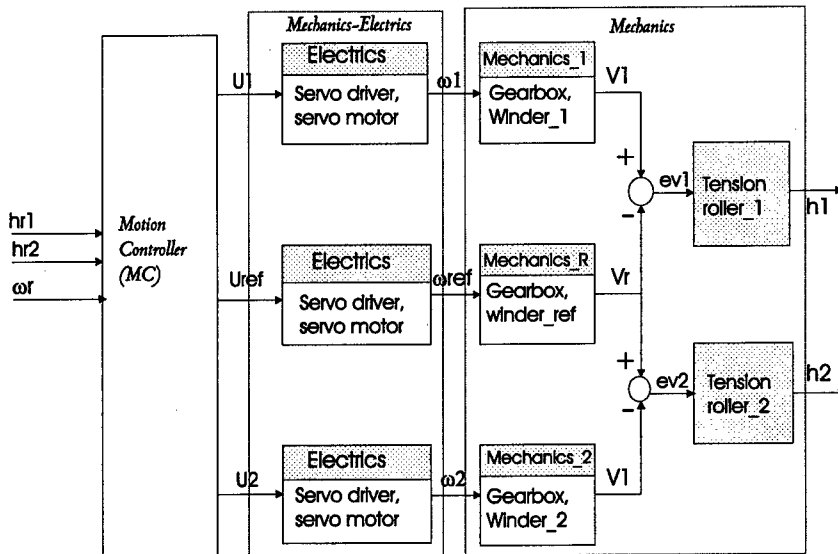 Mechanics-Electrics
Mechanics
Electrics
Servo driver,
servo motor
Mechanics_1
Gearbox,
Winder_1
U1
ω1
V1
+
-
ev1
Tension
roller_1
h1
hr1
hr2
ωr
Motion
Controller
(MC)
Uref
Electrics
Servo driver,
servo motor
ωref
Mechanics_R
Gearbox,
winder_ref
Vr
+
-
ev2
Tension
roller_2
h2
U2
Electrics
Servo driver,
servo motor
ω2
Mechanics_2
Gearbox,
Winder_2
V1